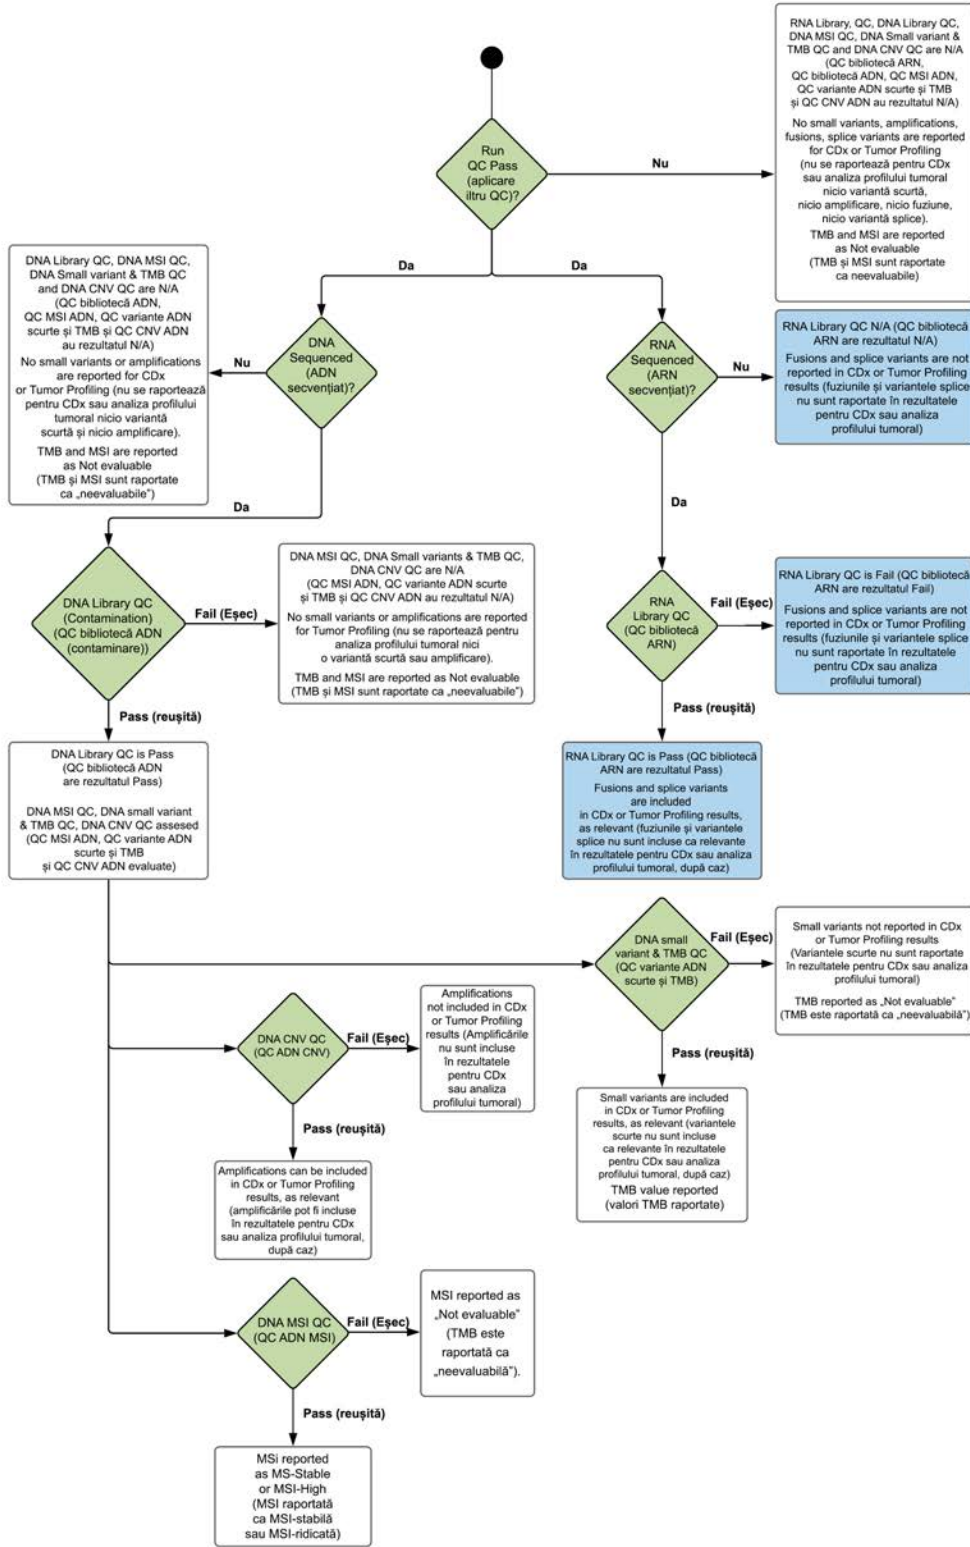 RNA Library, QC, DNA Library QC,
DNA MSI QC, DNA Small variant &
TMB QC and DNA CNV QC are N/A
(QC bibliotecă ARN,
QC bibliotecă ADN, QC MSI ADN,
QC variante ADN scurte și TMB
și QC CNV ADN au rezultatul N/A)
No small variants, amplifications,
fusions, splice variants are reported
for CDx or Tumor Profiling
(nu se raportează pentru CDx
sau analiza profilului tumoral
nicio variantă scurtă,
nicio amplificare, nicio fuziune,
nicio variantă splice).
TMB and MSI are reported
as Not evaluable
(TMB și MSI sunt raportate
ca neevaluabile)
Run
QC Pass
(aplicare
iltru QC)?
Nu
Da
Da
DNA Library QC, DNA MSI QC,
DNA Small variant & TMB QC
and DNA CNV QC are N/A
(QC bibliotecă ADN,
QC MSI ADN, QC variante ADN
scurte și TMB și QC CNV ADN
au rezultatul N/A)
No small variants or amplifications
are reported for CDx
or Tumor Profiling (nu se raportează
pentru CDx sau analiza profilului
tumoral nicio variantă
scurtă și nicio amplificare).
TMB and MSI are reported
as Not evaluable
(TMB și MSI sunt raportate
ca „neevaluabile”)
Nu
DNA
Sequenced
(ADN
secvențiat)?
RNA
Sequenced
(ARN
secvențiat)?
Nu
RNA Library QC N/A (QC bibliotecă
ARN are rezultatul N/A)
Fusions and splice variants are not
reported in CDx or Tumor Profiling
results (fuziunile și variantele splice
nu sunt raportate în rezultatele
pentru CDx sau analiza
profilului tumoral)
Da
Da
DNA Library QC
(Contamination)
(QC bibliotecă ADN
(contaminare))
Fail (Eșec)
DNA MSI QC, DNA Small variants & TMB QC,
DNA CNV QC are N/A
(QC MSI ADN, QC variante ADN scurte
și TMB și QC CNV ADN au rezultatul N/A)
No small variants or amplifications are reported
for Tumor Profiling (nu se raportează pentru
analiza profilului tumoral nici
o variantă scurtă sau amplificare).
TMB and MSI are reported as Not evaluable
(TMB și MSI sunt raportate ca „neevaluabile”)
RNA
Library QC
(QC bibliotecă
ARN)
Fail (Eșec)
RNA Library QC is Fail (QC bibliotecă
ARN are rezultatul Fail)
Fusions and splice variants are not
reported in CDx or Tumor Profiling
results (fuziunile și variantele splice
nu sunt raportate în rezultatele
pentru CDx sau analiza
profilului tumoral)
Pass (reușită)
Pass (reușită)
DNA Library QC is Pass
(QC bibliotecă ADN
are rezultatul Pass)
DNA MSI QC, DNA small variant
& TMB QC, DNA CNV QC assesed
(QC MSI ADN, QC variante ADN
scurte și TMB
și QC CNV ADN evaluate)
RNA Library QC is Pass (QC bibliotecă
ARN are rezultatul Pass)
Fusions and splice variants
are included
in CDx or Tumor Profiling results,
as relevant (fuziunile și variantele
splice nu sunt incluse ca relevante
în rezultatele pentru CDx sau analiza
profilului tumoral, după caz)
DNA small
variant & TMB QC
(QC variante ADN
scurte și TMB)
Fail (Eșec)
Small variants not reported in CDx
or Tumor Profiling results
(Variantele scurte nu sunt raportate
în rezultatele pentru CDx sau analiza
profilului tumoral)
TMB reported as „Not evaluable”
(TMB este raportată ca „neevaluabilă”)
DNA CNV QC
(QC ADN CNV)
Fail (Eșec)
Amplifications
not included in CDx
or Tumor Profiling
results (Amplificările
nu sunt incluse
în rezultatele
pentru CDx
sau analiza
profilului tumoral)
Pass (reușită)
Small variants are included
in CDx or Tumor Profiling
results, as relevant (variantele
scurte nu sunt incluse
ca relevante în rezultatele
pentru CDx sau analiza
profilului tumoral, după caz)
TMB value reported
(valori TMB raportate)
Pass (reușită)
Amplifications can be included
in CDx or Tumor Profiling
results, as relevant
(amplificările pot fi incluse
în rezultatele pentru CDx
sau analiza profilului tumoral,
după caz)
DNA MSI QC
(QC ADN MSI)
Fail (Eșec)
MSI reported as
„Not evaluable”
(TMB este
raportată ca
„neevaluabilă”).
Pass (reușită)
MSi reported
as MS-Stable
or MSI-High
(MSI raportată
ca MSI-stabilă
sau MSI-ridicată)